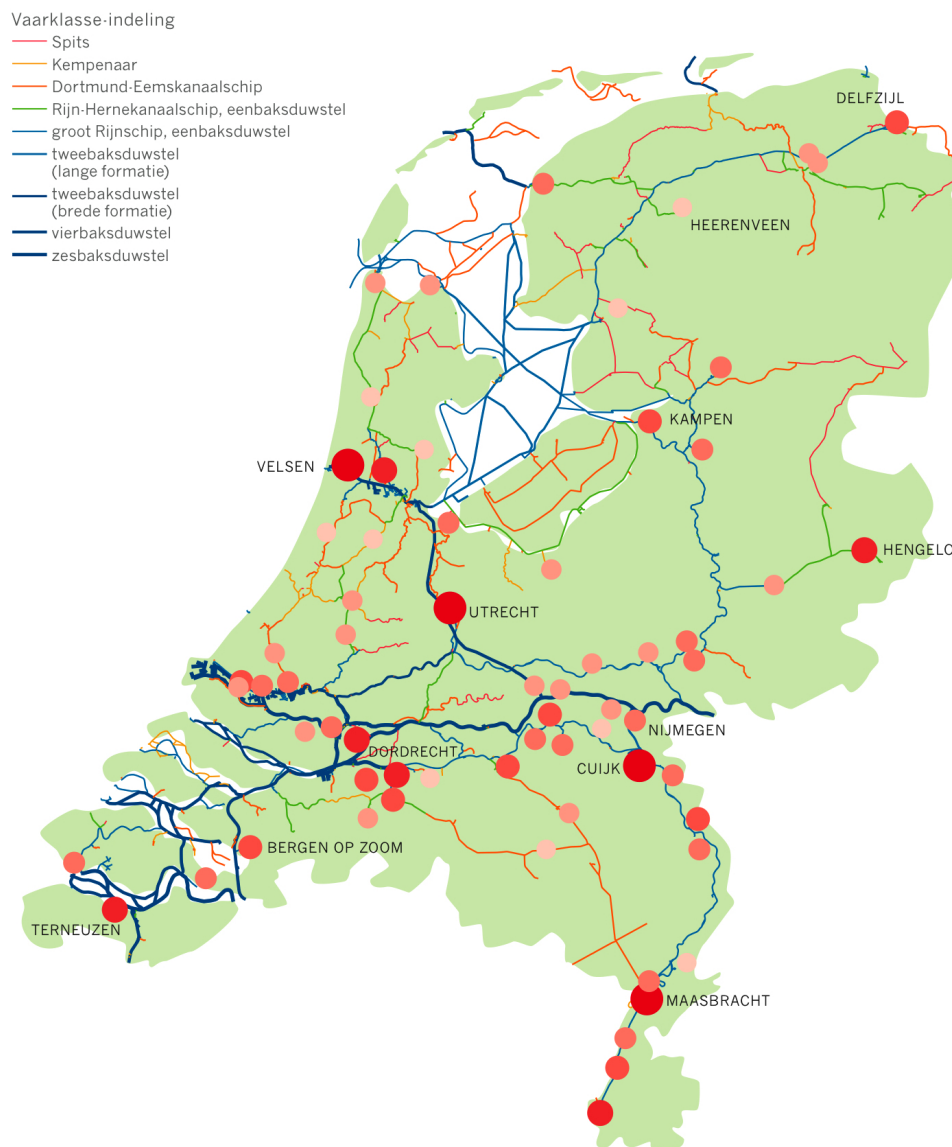 Vaarklasse-indeling
Spits
Kempenaar
Dortmund-Eemskanaalschip
Rijn-Hernekanaalschip, eenbaksduwstel
groot Rijnschip, eenbaksduwstel
tweebaksduwstel
(lange formatie)
tweebaksduwstel
(brede formatie)
vierbaksduwstel
zesbaksduwstel
DELFZIJL
HEERENVEEN
KAMPEN
VELSEN
HENGELO
UTRECHT
NIJMEGEN
DORDRECHT
CUIJK
BERGEN OP ZOOM
TERNEUZEN
MAASBRACHT